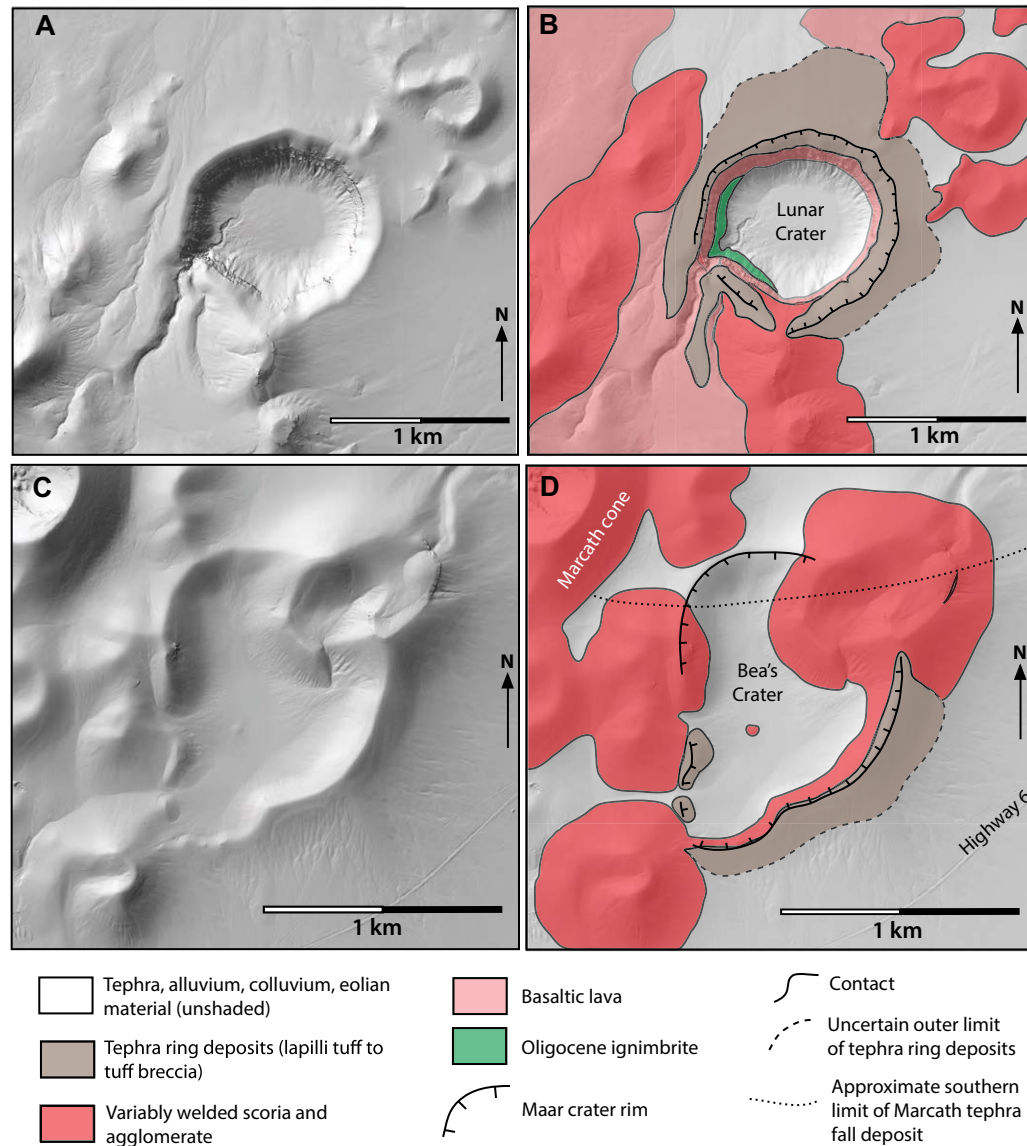 A
N
1 km
B
Lunar
Crater
N
1 km
C
N
1 km
D
Marcath cone
Bea's
Crater
N
Highway 6
1 km
Tephra, alluvium, colluvium, eolian
material (unshaded)
Tephra ring deposits (lapilli tuff to
tuff breccia)
Variably welded scoria and
agglomerate
Basaltic lava
Oligocene ignimbrite
Maar crater rim
Contact
Uncertain outer limit
of tephra ring deposits
Approximate southern
limit of Marcath tephra
fall deposit